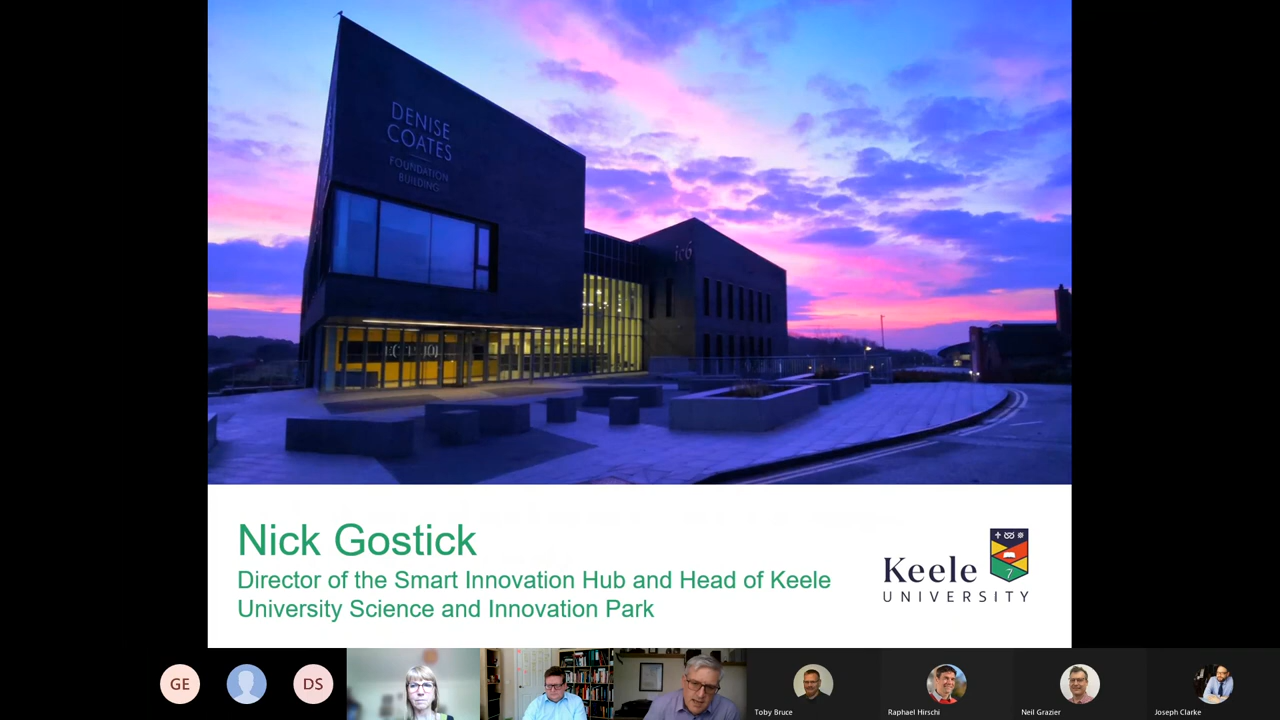 DENISE
COATES
FOUNDATION
BUILDING
ic6
Nick Gostick
Director of the Smart Innovation Hub and Head of Keele
University Science and Innovation Park
Keele
UNIVERSITY
GE
DS
Toby Bruce
Raphael Hirschi
Neil Grazier
Joseph Clarke